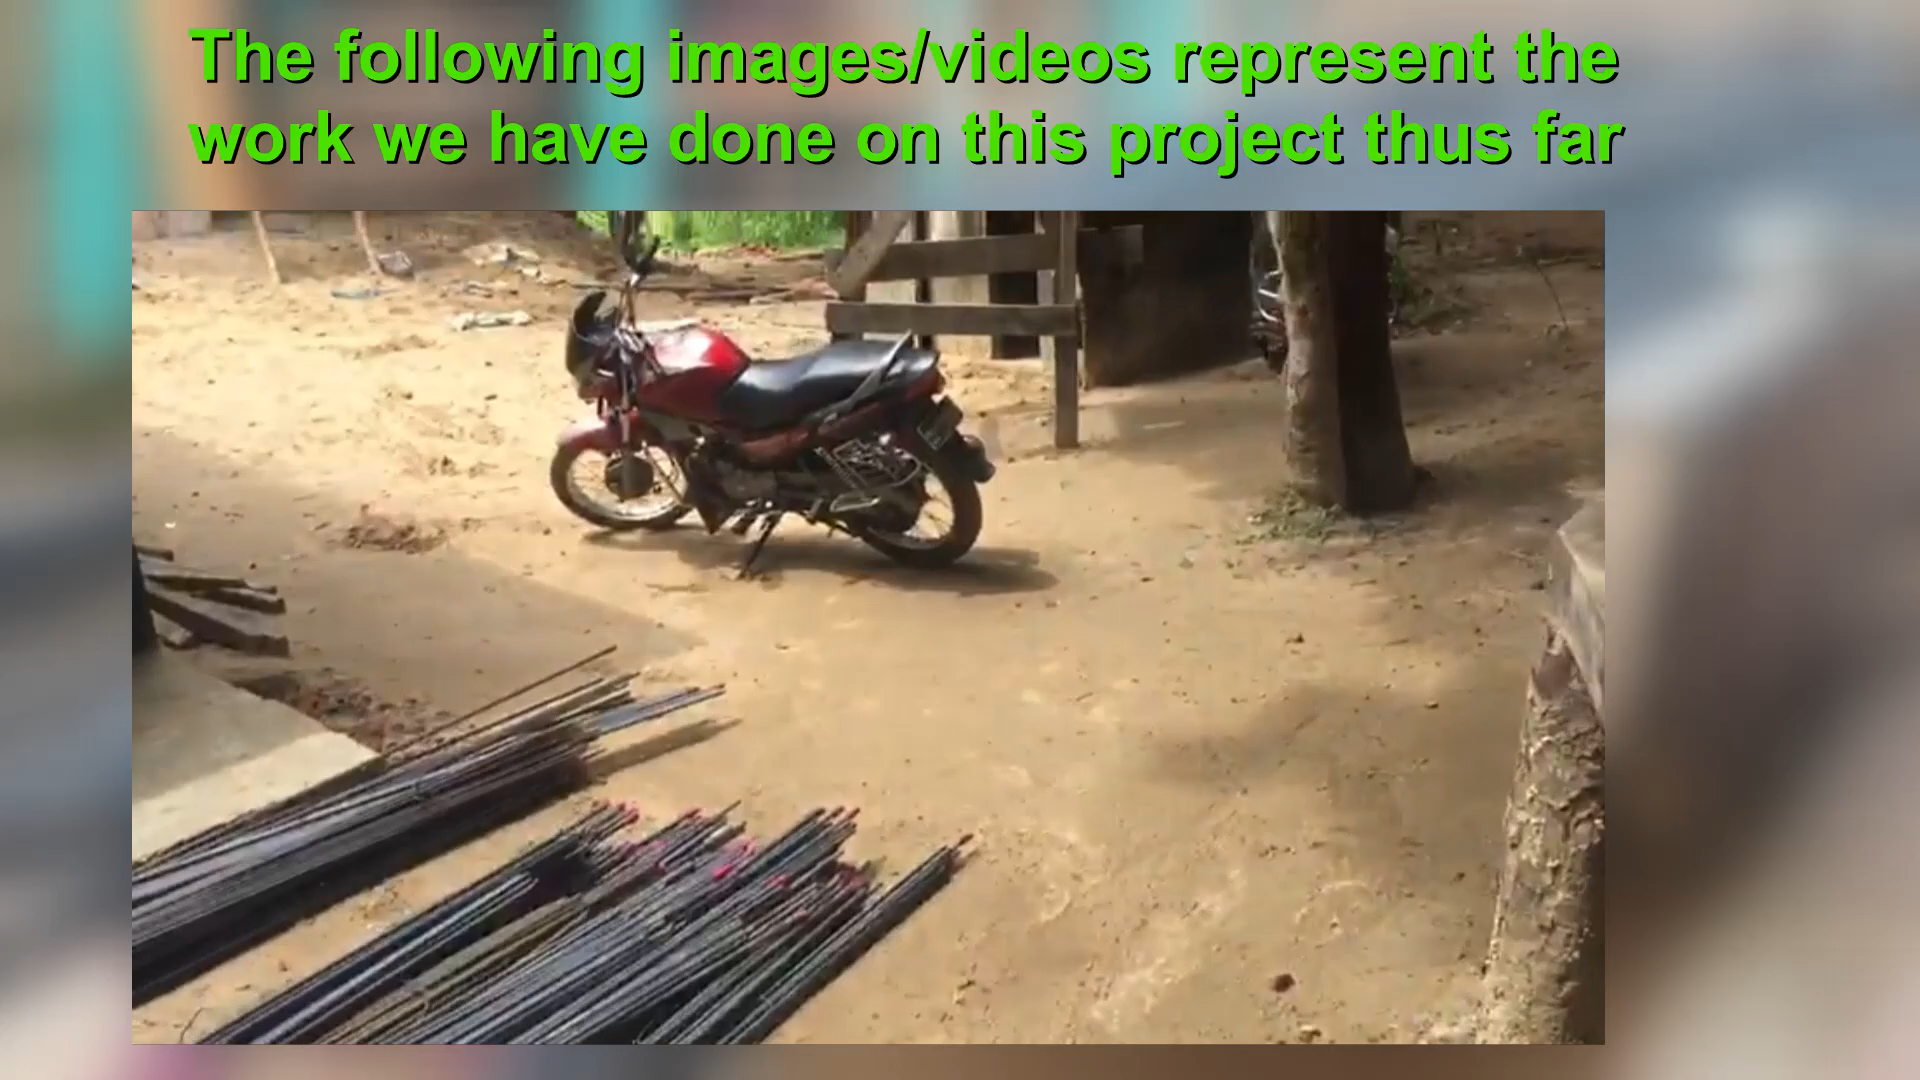 The following images/videos represent the
work we have done on this project thus far